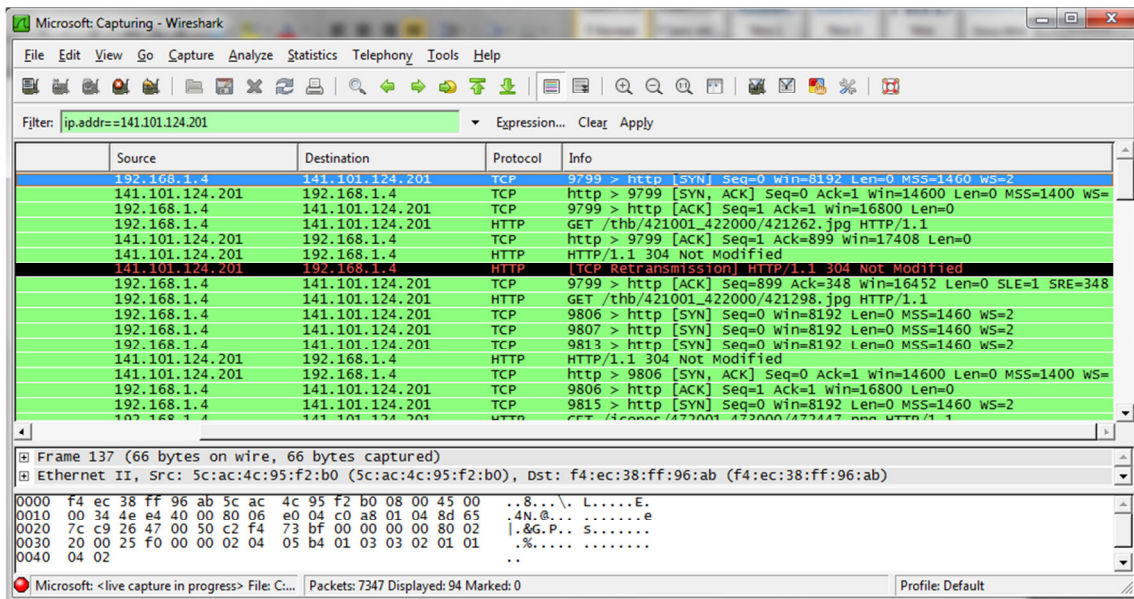 Microsoft: Capturing - Wireshark
File Edit View Go Capture Analyze Statistics Telephony Tools Help
Filter: ip.addr==141.101.124.201 Expression... Clear Apply
Source Destination Protocol Info
192.168.1.4 141.101.124.201 TCP 9799 > http [SYN] Seq=0 Win=8192 Len=0 MSS=1460 WS=2
141.101.124.201 192.168.1.4 TCP http > 9799 [SYN, ACK] Seq=0 Ack=1 Win=14600 Len=0 MSS=1400 WS=
192.168.1.4 141.101.124.201 TCP 9799 > http [ACK] Seq=1 Ack=1 Win=16800 Len=0
192.168.1.4 141.101.124.201 HTTP GET /thb/421001_422000/421262.jpg HTTP/1.1
141.101.124.201 192.168.1.4 TCP http > 9799 [ACK] Seq=1 Ack=899 Win=17408 Len=0
141.101.124.201 192.168.1.4 HTTP HTTP/1.1 304 Not Modified
141.101.124.201 192.168.1.4 HTTP [TCP Retransmission] HTTP/1.1 304 Not Modified
192.168.1.4 141.101.124.201 TCP 9799 > http [ACK] Seq=899 Ack=348 Win=16452 Len=0 SLE=1 SRE=348
192.168.1.4 141.101.124.201 HTTP GET /thb/421001_422000/421298.jpg HTTP/1.1
192.168.1.4 141.101.124.201 TCP 9806 > http [SYN] Seq=0 Win=8192 Len=0 MSS=1460 WS=2
192.168.1.4 141.101.124.201 TCP 9807 > http [SYN] Seq=0 Win=8192 Len=0 MSS=1460 WS=2
192.168.1.4 141.101.124.201 TCP 9813 > http [SYN] Seq=0 Win=8192 Len=0 MSS=1460 WS=2
141.101.124.201 192.168.1.4 HTTP HTTP/1.1 304 Not Modified
141.101.124.201 192.168.1.4 TCP http > 9806 [SYN, ACK] Seq=0 Ack=1 Win=14600 Len=0 MSS=1400 WS=
192.168.1.4 141.101.124.201 TCP 9806 > http [ACK] Seq=1 Ack=1 Win=16800 Len=0
192.168.1.4 141.101.124.201 TCP 9815 > http [SYN] Seq=0 Win=8192 Len=0 MSS=1460 WS=2
192.168.1.4 141.101.124.201 HTTP GET /icones/472001_473000/472447.png HTTP/1.1
Frame 137 (66 bytes on wire, 66 bytes captured)
Ethernet II, Src: 5c:ac:4c:95:f2:b0 (5c:ac:4c:95:f2:b0), Dst: f4:ec:38:ff:96:ab (f4:ec:38:ff:96:ab)
0000 f4 ec 38 ff 96 ab 5c ac 4c 95 f2 b0 08 00 45 00 ..8...\. L.....E.
0010 00 34 4e e4 40 00 80 06 e0 04 c0 a8 01 04 8d 65 .4N.@... .......e
0020 7c c9 26 47 00 50 c2 f4 73 bf 00 00 00 00 80 02 |.&G.P.. s.......
0030 20 00 25 f0 00 00 02 04 05 b4 01 03 03 02 01 01 .%..... ........
0040 04 02 ..
Microsoft: <live capture in progress> File: C:... Packets: 7347 Displayed: 94 Marked: 0 Profile: Default